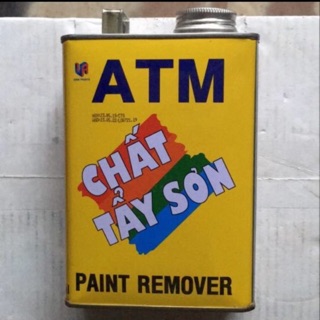 ATM
CHẤT
TẨY SƠN
PAINT REMOVER